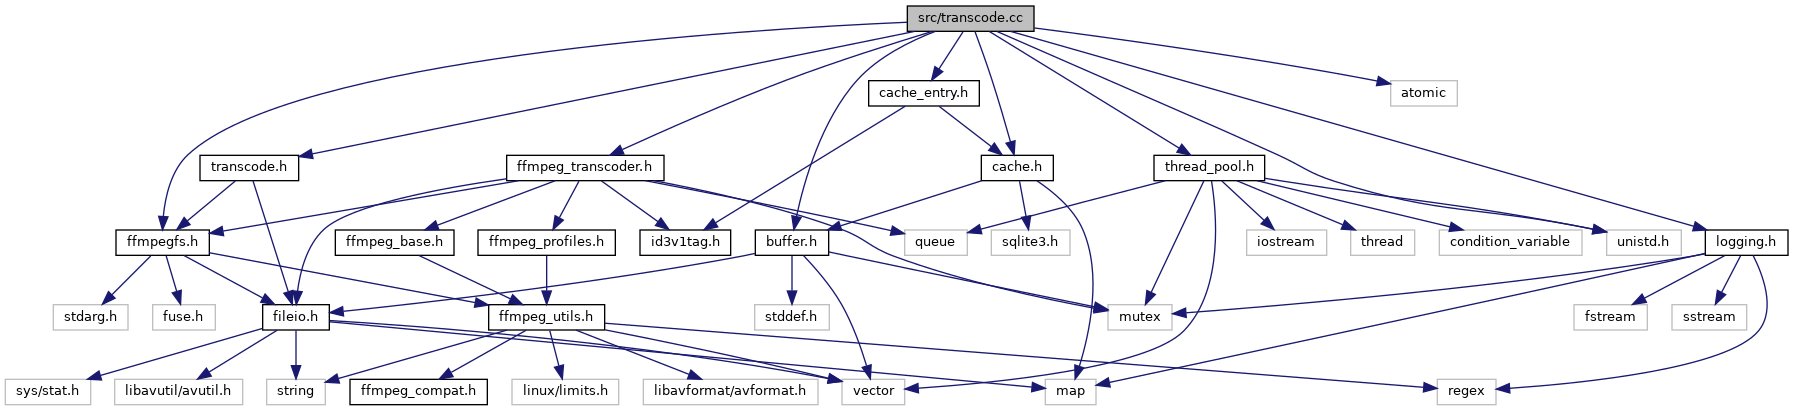 src/transcode.cc
cache_entry.h
atomic
transcode.h
ffmpeg_transcoder.h
cache.h
thread_pool.h
ffmpegfs.h
ffmpeg_base.h
ffmpeg_profiles.h
id3v1tag.h
buffer.h
queue
sqlite3.h
iostream
thread
condition_variable
unistd.h
logging.h
stdarg.h
fuse.h
fileio.h
ffmpeg_utils.h
stddef.h
mutex
fstream
sstream
sys/stat.h
libavutil/avutil.h
string
ffmpeg_compat.h
linux/limits.h
libavformat/avformat.h
vector
map
regex